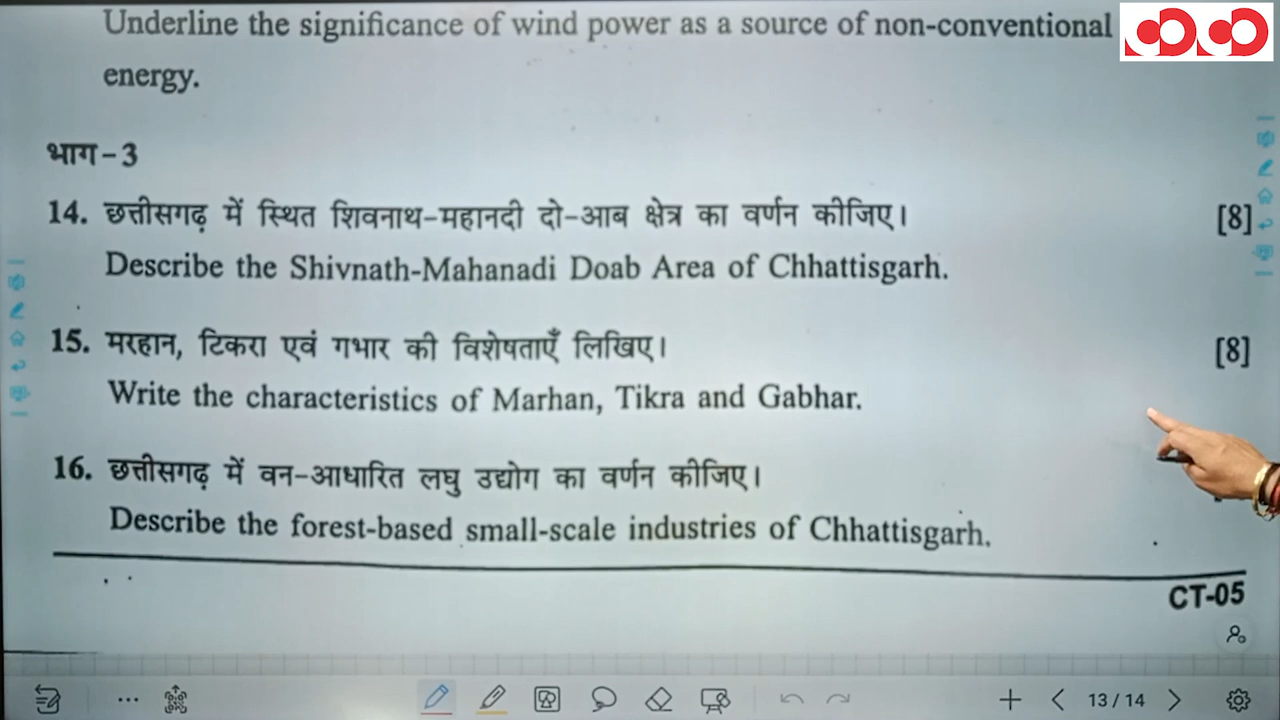 Underline the significance of wind power as a source of non-conventional
energy.
भाग-3
14. छत्तीसगढ़ में स्थित शिवनाथ-महानदी दो-आब क्षेत्र का वर्णन कीजिए। [8]
Describe the Shivnath-Mahanadi Doab Area of Chhattisgarh.
15. मरहान, टिकरा एवं गभार की विशेषताएँ लिखिए। [8]
Write the characteristics of Marhan, Tikra and Gabhar.
16. छत्तीसगढ़ में वन-आधारित लघु उद्योग का वर्णन कीजिए।
Describe the forest-based small-scale industries of Chhattisgarh.
CT-05
13/14